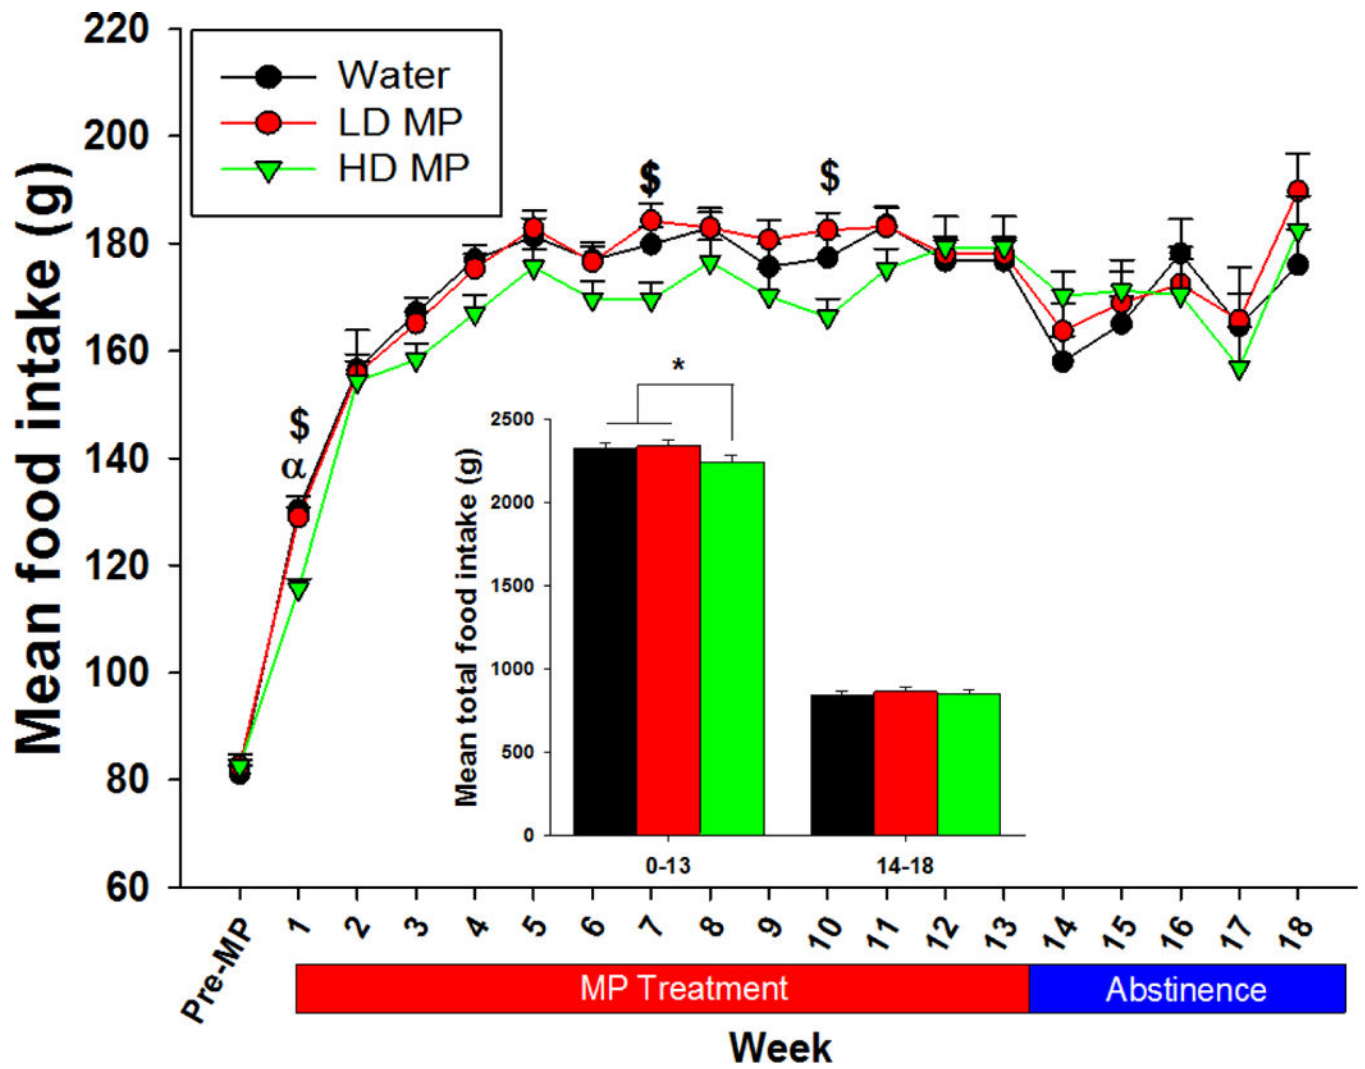 Mean food intake (g)
220
200
180
160
140
120
100
80
60
Water
LD MP
HD MP
$
α
$
$
*
Mean total food intake (g)
2500
2000
1500
1000
500
0
0-13
14-18
Pre-MP 1 2 3 4 5 6 7 8 9 10 11 12 13 14 15 16 17 18
MP Treatment
Abstinence
Week